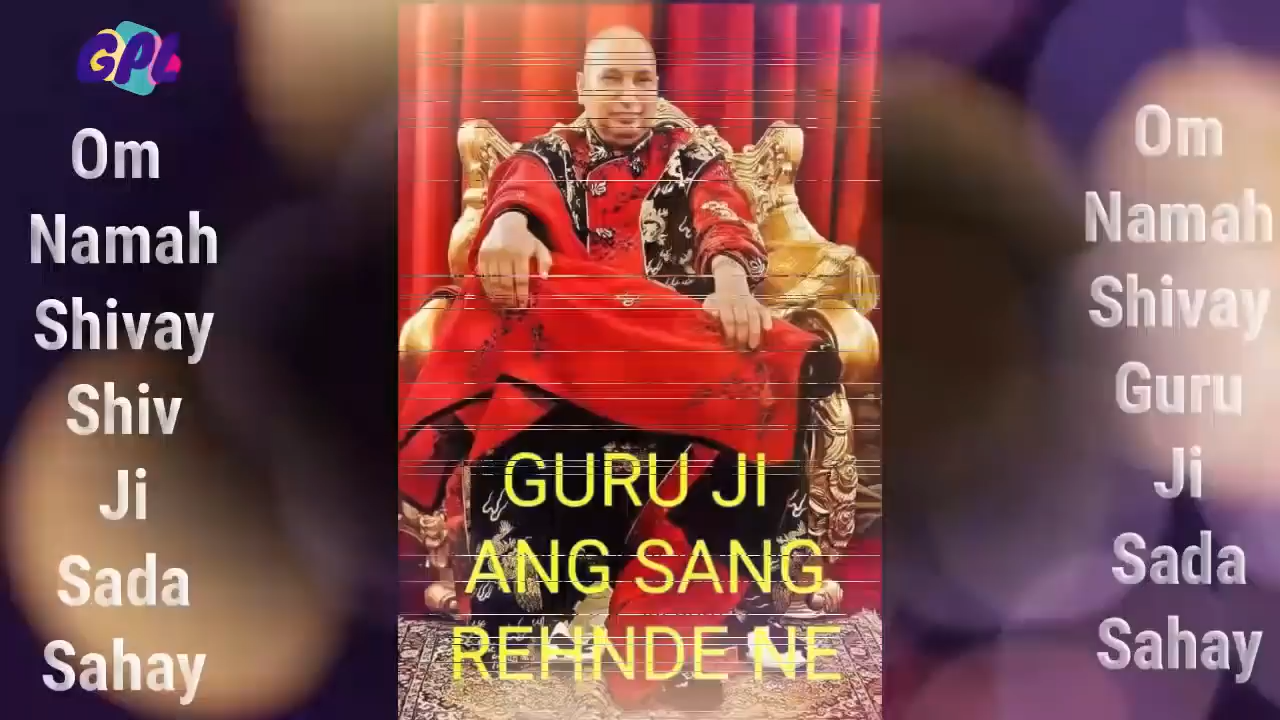 GPL
Om
Namah
Shivay
Shiv
Ji
Sada
Sahay
GURU JI
ANG SANG
REHNDE NE
Om
Namah
Shivay
Guru
Ji
Sada
Sahay